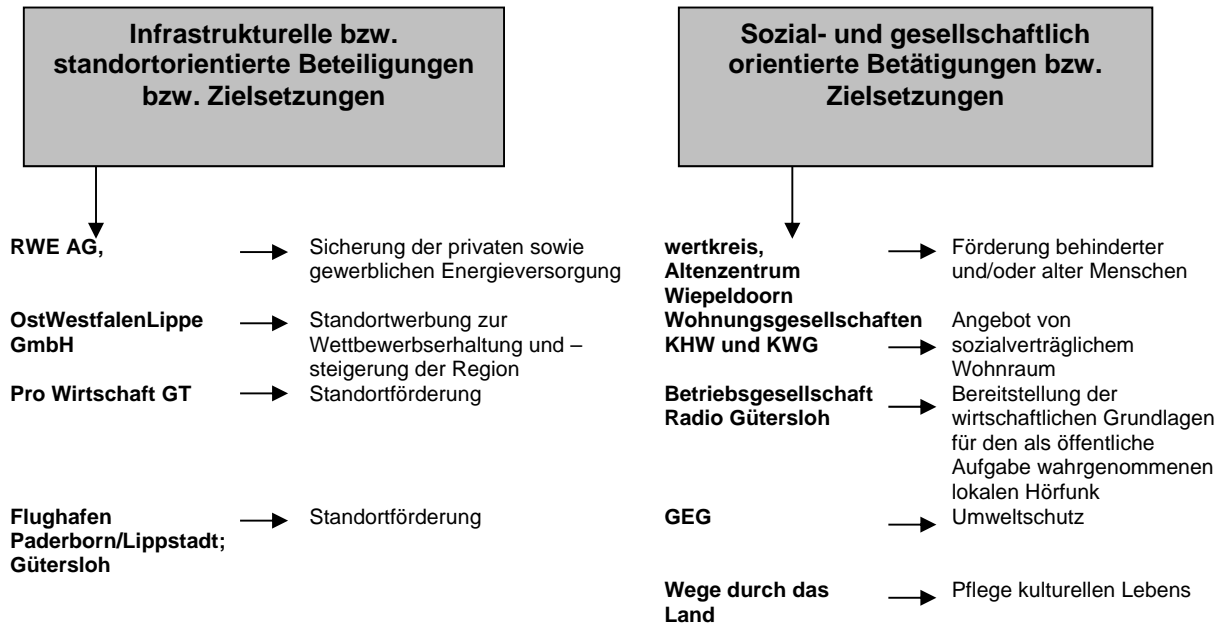 Infrastrukturelle bzw.
standortorientierte Beteiligungen
bzw. Zielsetzungen
RWE AG,
Sicherung der privaten sowie
gewerblichen Energieversorgung
OstWestfalenLippe
GmbH
Standortwerbung zur
Wettbewerbserhaltung und –
steigerung der Region
Pro Wirtschaft GT
Standortförderung
Flughafen
Paderborn/Lippstadt;
Gütersloh
Standortförderung
Sozial- und gesellschaftlich
orientierte Betätigungen bzw.
Zielsetzungen
wertkreis,
Altenzentrum
Wiepeldoorn
Förderung behinderter
und/oder alter Menschen
Wohnungsgesellschaften
KHW und KWG
Angebot von
sozialverträglichem
Wohnraum
Betriebsgesellschaft
Radio Gütersloh
Bereitstellung der
wirtschaftlichen Grundlagen
für den als öffentliche
Aufgabe wahrgenommenen
lokalen Hörfunk
GEG
Umweltschutz
Wege durch das
Land
Pflege kulturellen Lebens